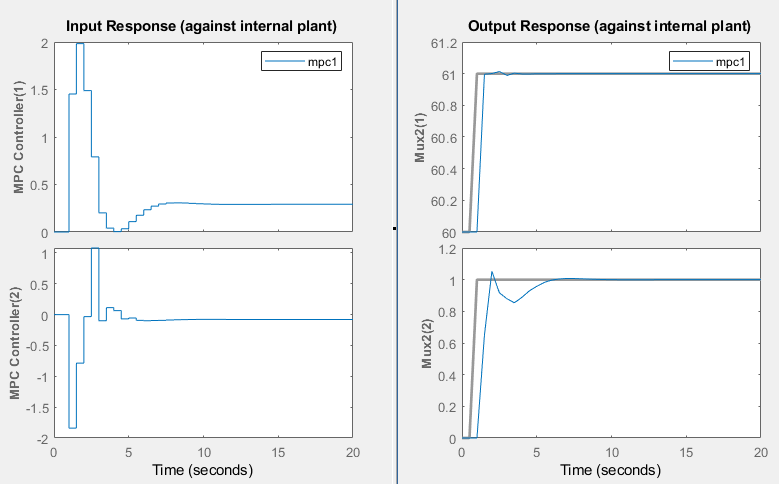 Input Response (against internal plant)
mpc1
MPC Controller(1)
2
1.5
1
0.5
0
MPC Controller(2)
1
0.5
0
-0.5
-1
-1.5
-2
0 5 10 15 20
Time (seconds)
Output Response (against internal plant)
mpc1
Mux2(1)
61.2
61
60.8
60.6
60.4
60.2
60
Mux2(2)
1.2
1
0.8
0.6
0.4
0.2
0
0 5 10 15 20
Time (seconds)